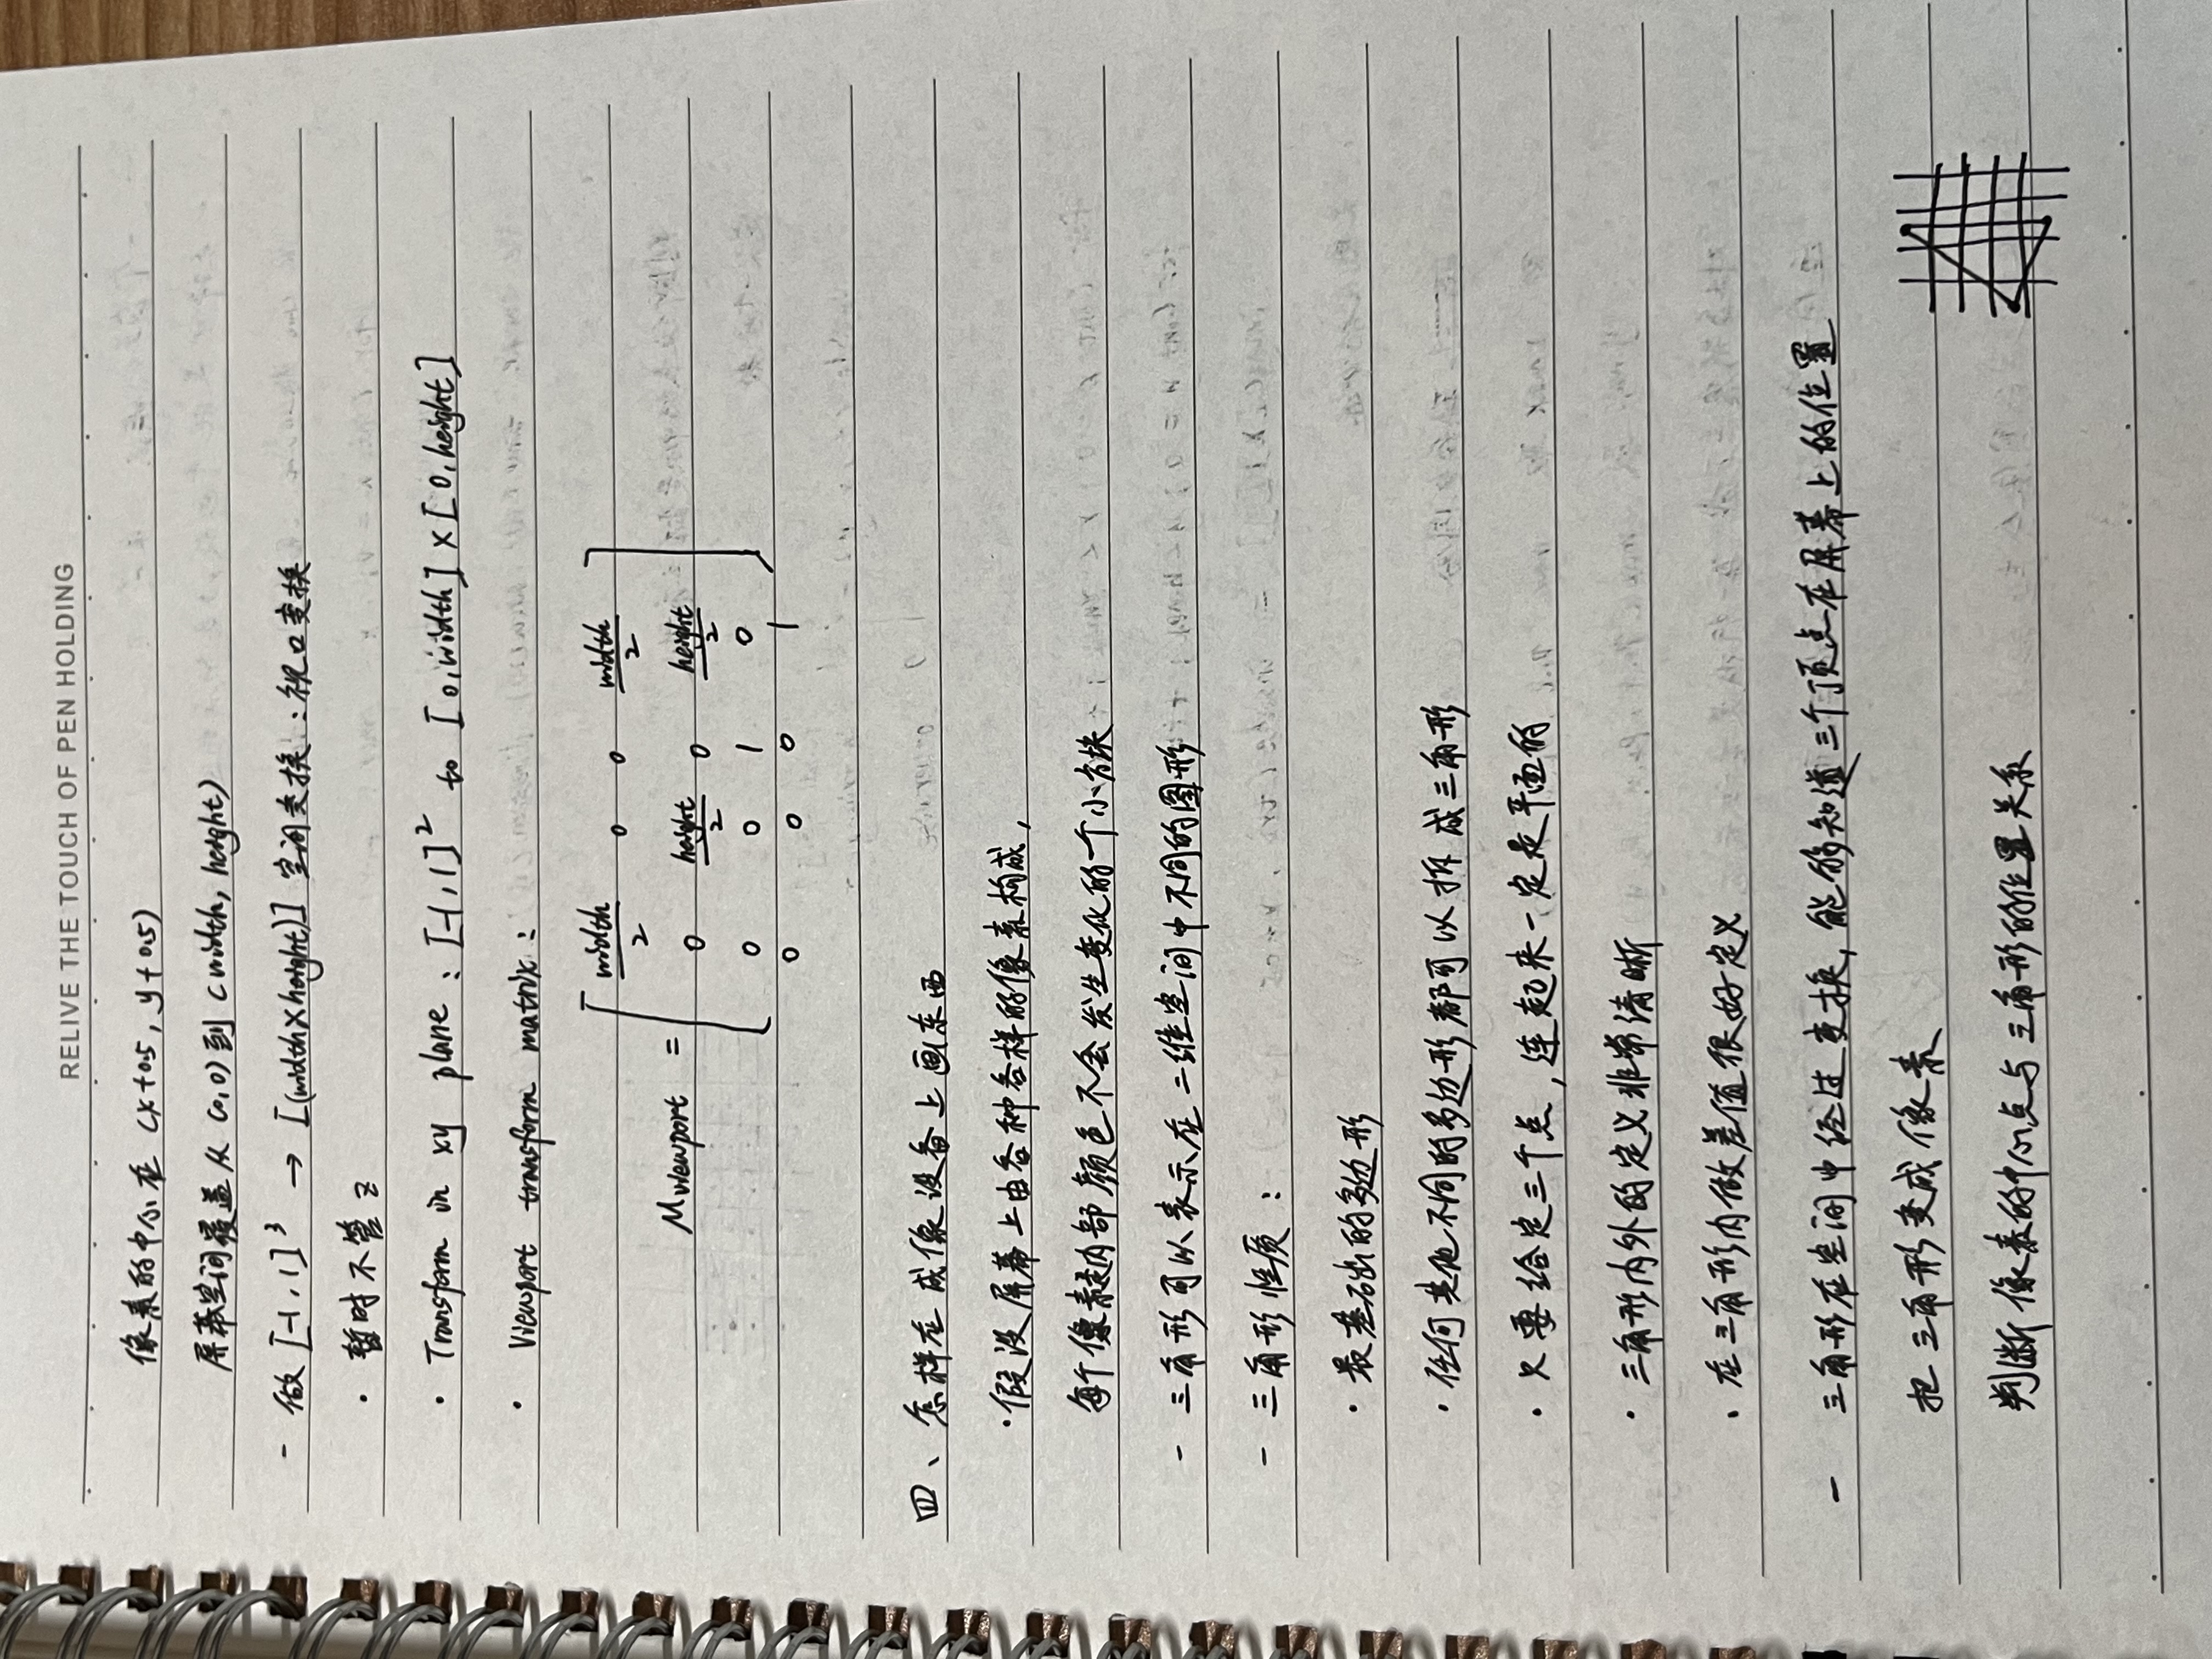 RELIVE THE TOUCH OF PEN HOLDING
像素的中心在 (x+0.5, y+0.5)
屏幕空间覆盖从 (0,0) 到 (width, height)
- 做 [-1,1]³ → [(width×height)] 空间变换：视口变换
· 暂时不管 z
· Transform in xy plane : [-1,1]² to [0,width]×[0,height]
· Viewport transform matrix :
width/2 0 0 width/2
Mviewport = 0 height/2 0 height/2
0 0 1 0
0 0 0 1
四、怎样在成像设备上画东西
·假设屏幕上由各种各样的像素构成，
每个像素是内部颜色不会发生变化的一个小方块
- 三角形可以表示在二维空间中不同的图形
- 三角形性质：
· 最基础的多边形
· 任何其他不同的多边形都可以拆成三角形
· 只要给定三个点，连起来一定是平面的
· 三角形内外的定义非常清晰
· 在三角形内做差值很好定义
- 三角形在空间中经过变换，能够知道三个顶点在屏幕上的位置
把三角形变成像素
判断像素的中心点与三角形的位置关系